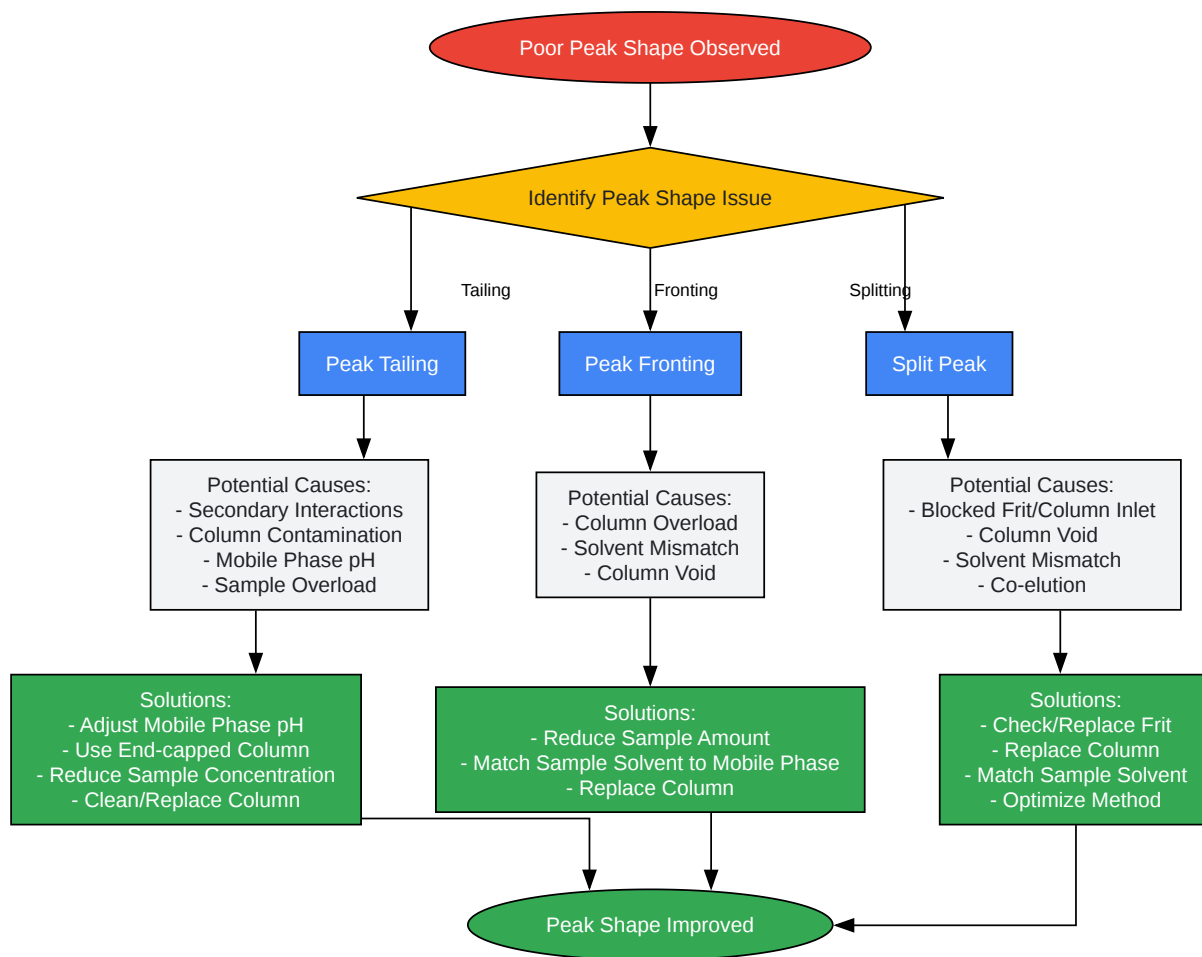 Poor Peak Shape Observed
Identify Peak Shape Issue
Tailing
Fronting
Splitting
Peak Tailing
Peak Fronting
Split Peak
Potential Causes:
- Secondary Interactions
- Column Contamination
- Mobile Phase pH
- Sample Overload
Potential Causes:
- Column Overload
- Solvent Mismatch
- Column Void
Potential Causes:
- Blocked Frit/Column Inlet
- Column Void
- Solvent Mismatch
- Co-elution
Solutions:
- Adjust Mobile Phase pH
- Use End-capped Column
- Reduce Sample Concentration
- Clean/Replace Column
Solutions:
- Reduce Sample Amount
- Match Sample Solvent to Mobile Phase
- Replace Column
Solutions:
- Check/Replace Frit
- Replace Column
- Match Sample Solvent
- Optimize Method
Peak Shape Improved